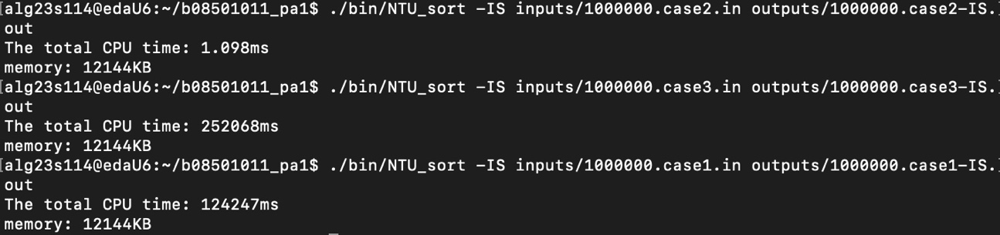 [alg23s114@edaU6:~/b08501011_pa1$ ./bin/NTU_sort -IS inputs/1000000.case2.in outputs/1000000.case2-IS.]
out
The total CPU time: 1.098ms
memory: 12144KB
[alg23s114@edaU6:~/b08501011_pa1$ ./bin/NTU_sort -IS inputs/1000000.case3.in outputs/1000000.case3-IS.]
out
The total CPU time: 252068ms
memory: 12144KB
[alg23s114@edaU6:~/b08501011_pa1$ ./bin/NTU_sort -IS inputs/1000000.case1.in outputs/1000000.case1-IS.]
out
The total CPU time: 124247ms
memory: 12144KB